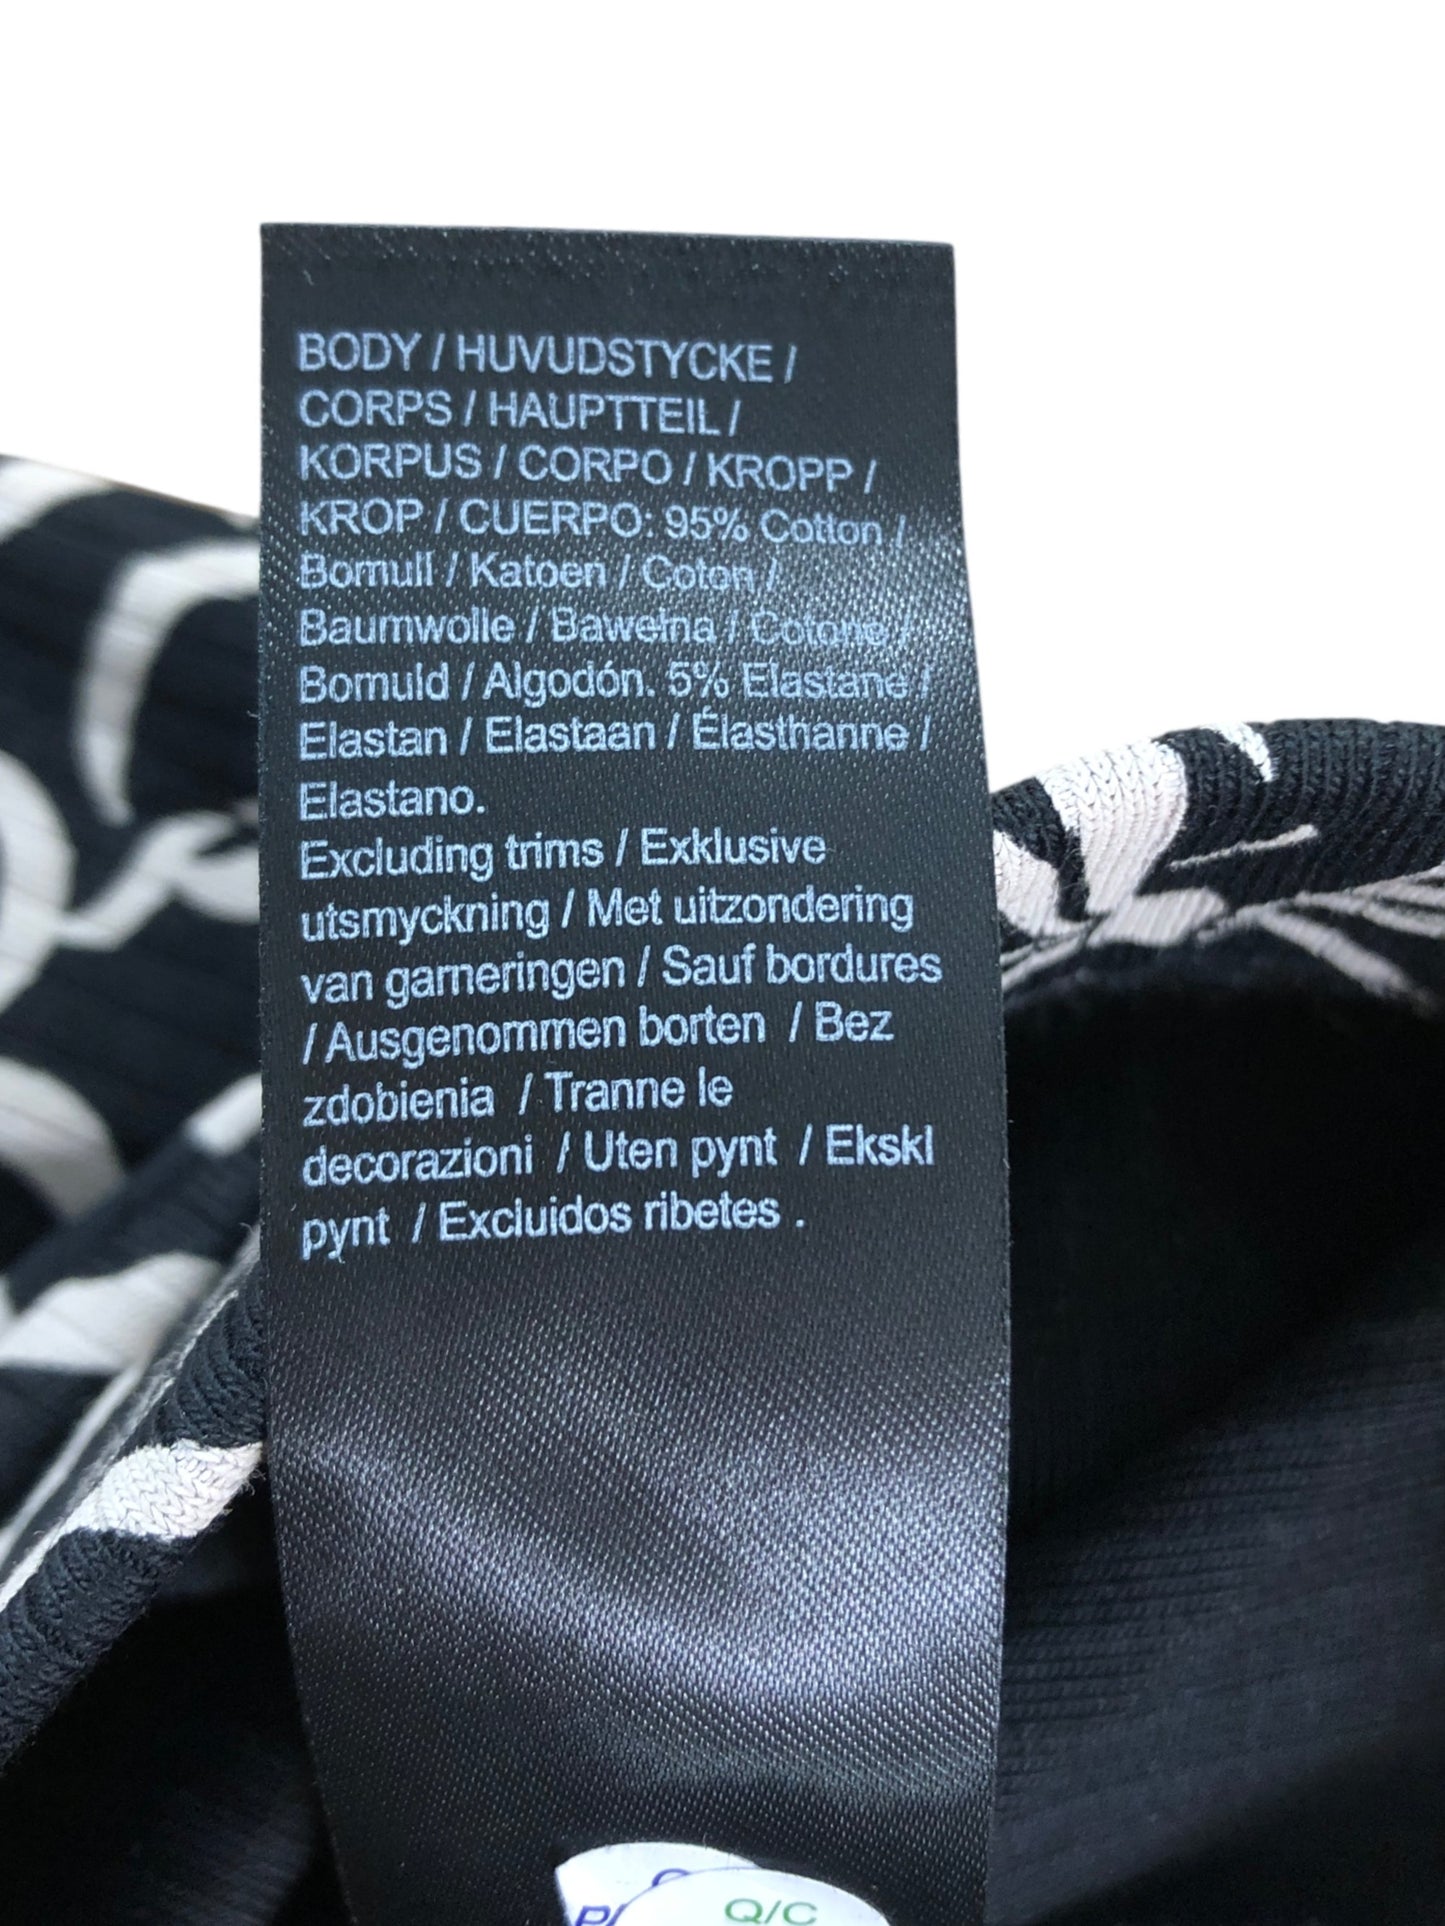 BODY / HUVUDSTYCKE /
CORPS / HAUPTTEIL /
KORPUS / CORPO / KROPP /
KROP / CUERPO: 95% Cotton /
Bomull / Katoen / Coton /
Baumwolle / Bawełna / Cotone /
Bomuld / Algodón. 5% Elastane /
Elastan / Elastaan / Élasthanne /
Elastano.
Excluding trims / Exklusive
utsmyckning / Met uitzondering
van garneringen / Sauf bordures
/ Ausgenommen borten / Bez
zdobienia / Tranne le
decorazioni / Uten pynt / Ekskl
pynt / Excluidos ribetes .
Q/C